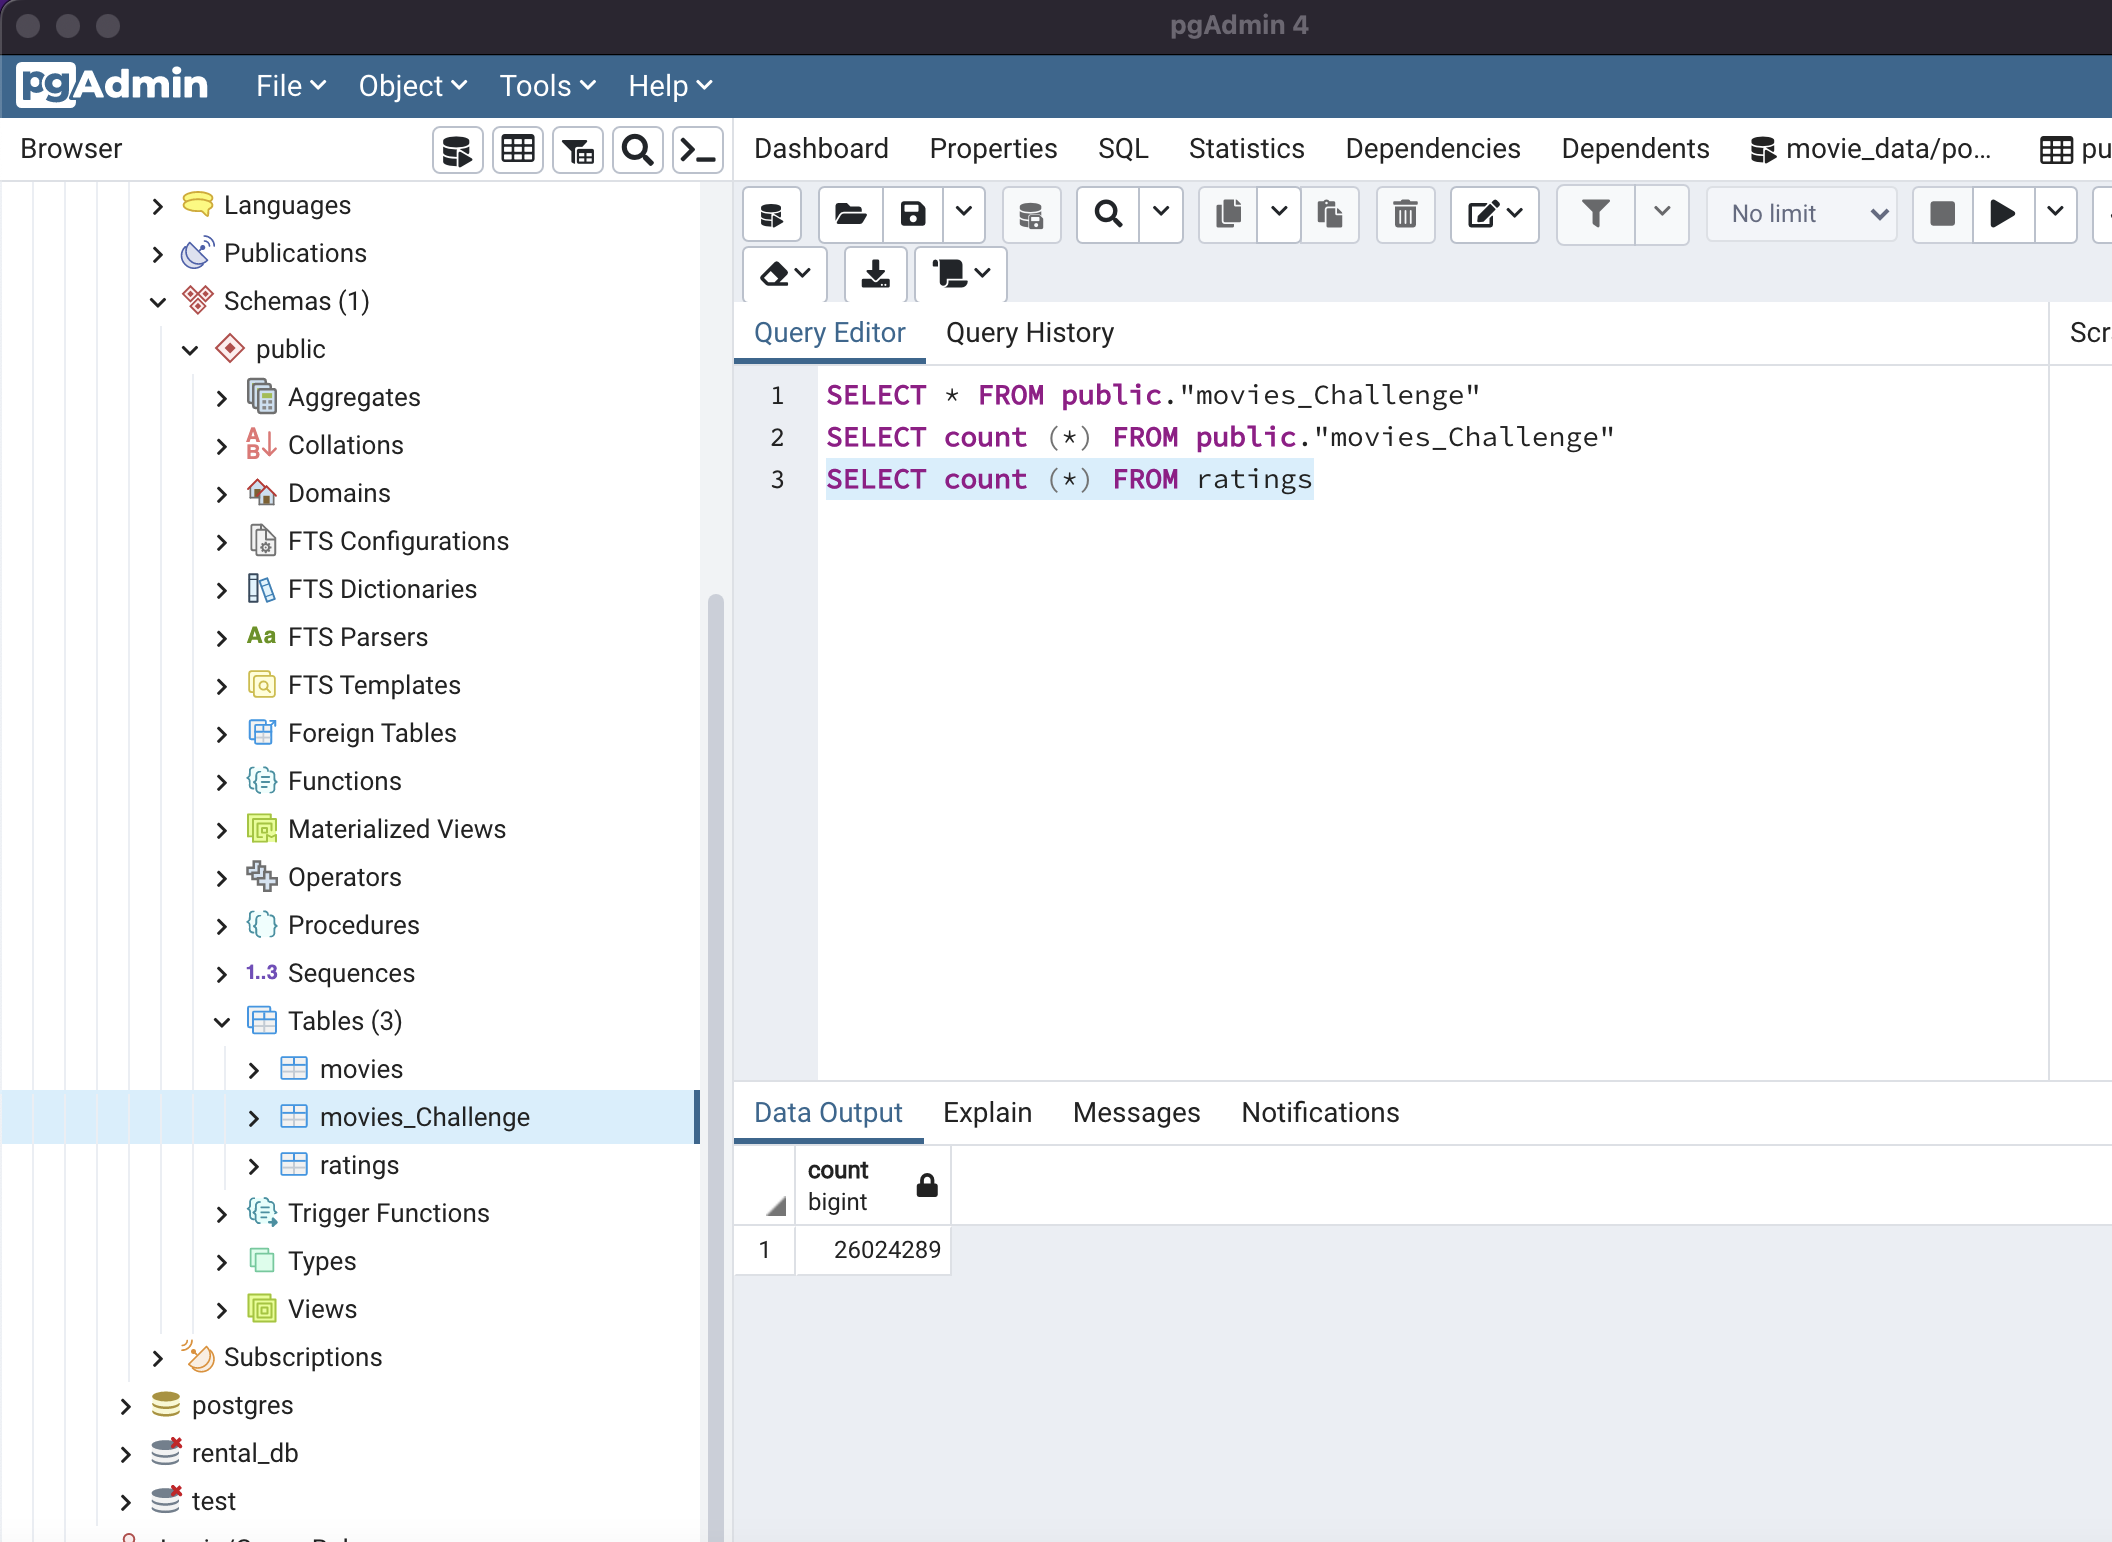 pgAdmin 4
pgAdmin File Object Tools Help
Browser
Dashboard Properties SQL Statistics Dependencies Dependents movie_data/po... pu
Languages
Publications
Schemas (1)
public
Aggregates
Collations
Domains
FTS Configurations
FTS Dictionaries
Aa FTS Parsers
FTS Templates
Foreign Tables
Functions
Materialized Views
Operators
Procedures
1..3 Sequences
Tables (3)
movies
movies_Challenge
ratings
Trigger Functions
Types
Views
Subscriptions
postgres
rental_db
test
No limit
Query Editor Query History
Scr
1 SELECT * FROM public."movies_Challenge"
2 SELECT count (*) FROM public."movies_Challenge"
3 SELECT count (*) FROM ratings
Data Output Explain Messages Notifications
count
bigint
1 26024289